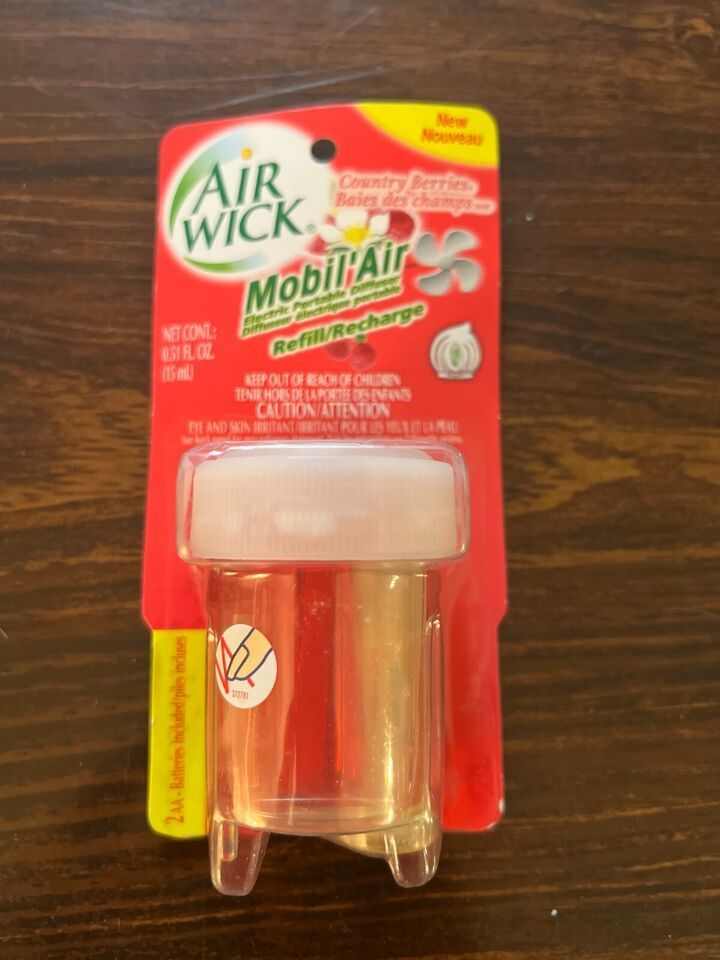 New
Nouveau
AIR
WICK®
Country Berries
Baies des champs
Mobil'Air
Electric Portable Diffuser
Diffuseur électrique portable
Refill/Recharge
NET CONT.:
0.51 FL. OZ.
(15 mL)
KEEP OUT OF REACH OF CHILDREN
TENIR HORS DE LA PORTÉE DES ENFANTS
CAUTION/ATTENTION
EYE AND SKIN IRRITANT/IRRITANT POUR LES YEUX ET LA PEAU
372781
2 AA - Batteries included/piles incluses